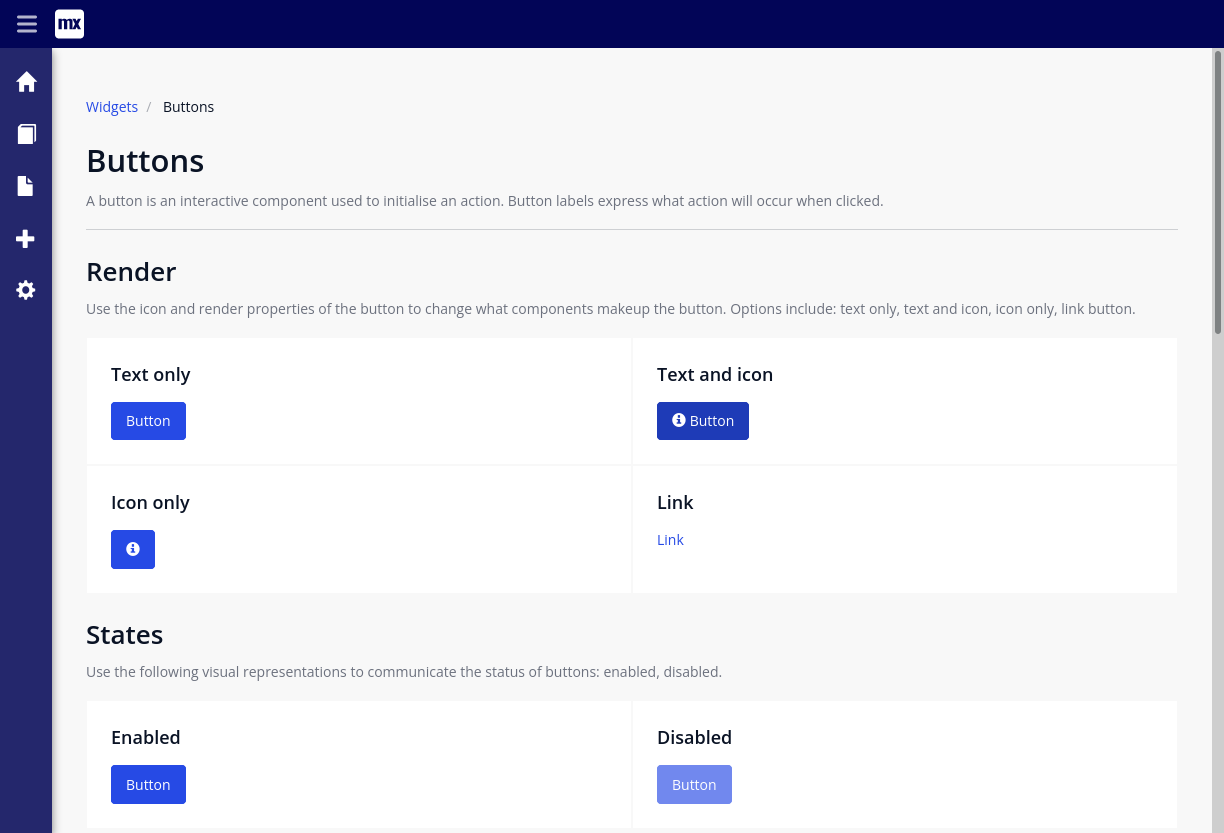 mx
Widgets / Buttons
Buttons
A button is an interactive component used to initialise an action. Button labels express what action will occur when clicked.
Render
Use the icon and render properties of the button to change what components makeup the button. Options include: text only, text and icon, icon only, link button.
Text only
Button
Text and icon
Button
Icon only
Link
Link
States
Use the following visual representations to communicate the status of buttons: enabled, disabled.
Enabled
Button
Disabled
Button